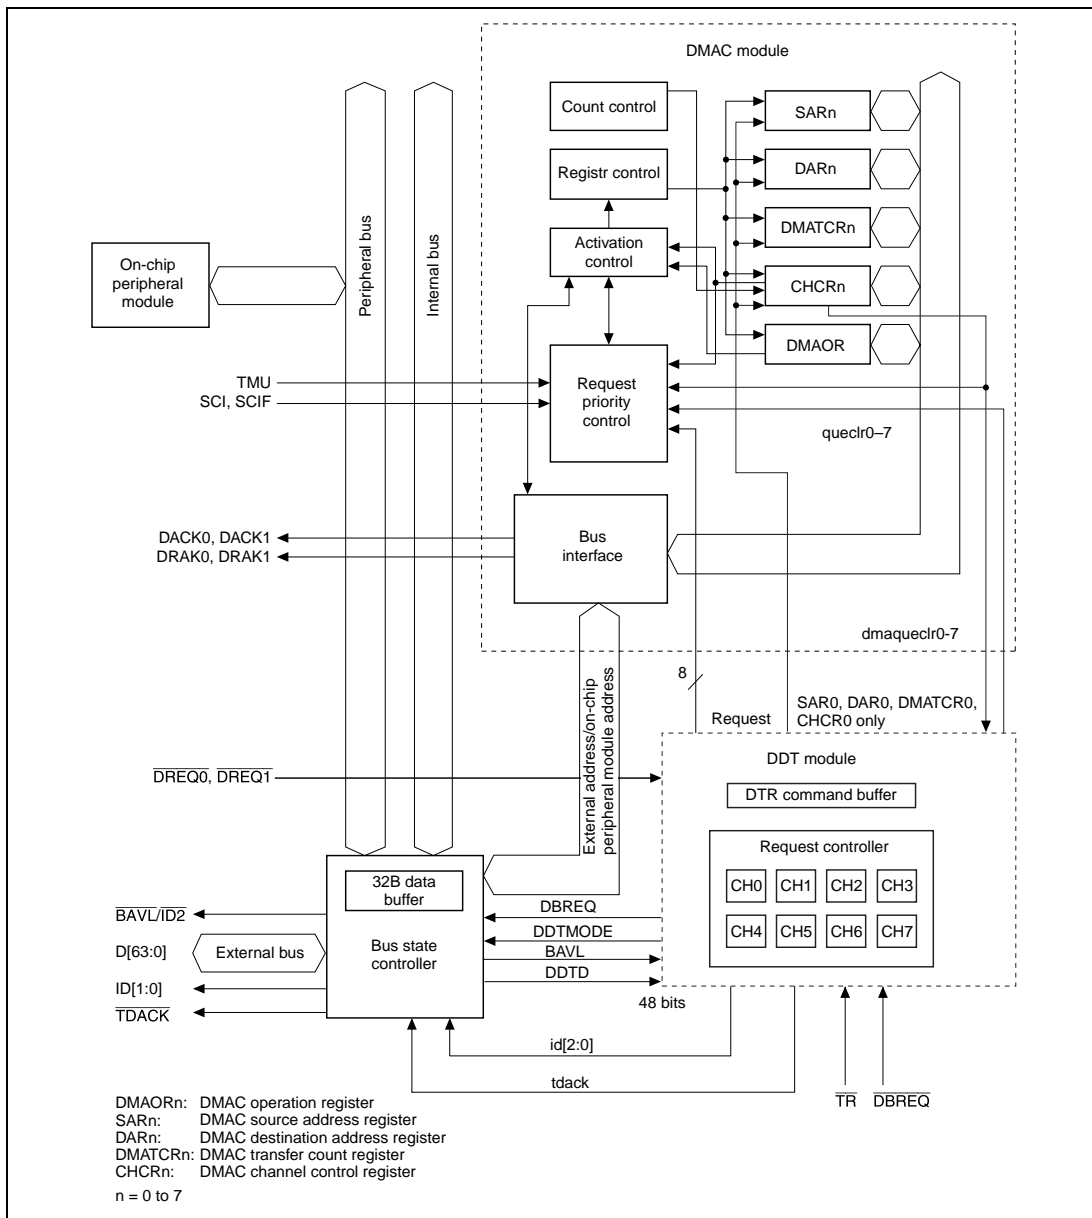 DMAC module
Count control
SARn
Registr control
DARn
DMATCRn
Activation
control
CHCRn
DMAOR
On-chip
peripheral
module
Peripheral bus
Internal bus
TMU
SCI, SCIF
Request
priority
control
queclr0–7
DACK0, DACK1
DRAK0, DRAK1
Bus
interface
dmaqueclr0-7
External address/on-chip
peripheral module address
8
Request
SAR0, DAR0, DMATCR0,
CHCR0 only
DREQ0, DREQ1
DDT module
DTR command buffer
Request controller
CH0 CH1 CH2 CH3
CH4 CH5 CH6 CH7
32B data
buffer
Bus state
controller
BAVL/ID2
D[63:0]
External bus
ID[1:0]
TDACK
DBREQ
DDTMODE
BAVL
DDTD
48 bits
id[2:0]
tdack
TR
DBREQ
DMAORn: DMAC operation register
SARn: DMAC source address register
DARn: DMAC destination address register
DMATCRn: DMAC transfer count register
CHCRn: DMAC channel control register
n = 0 to 7